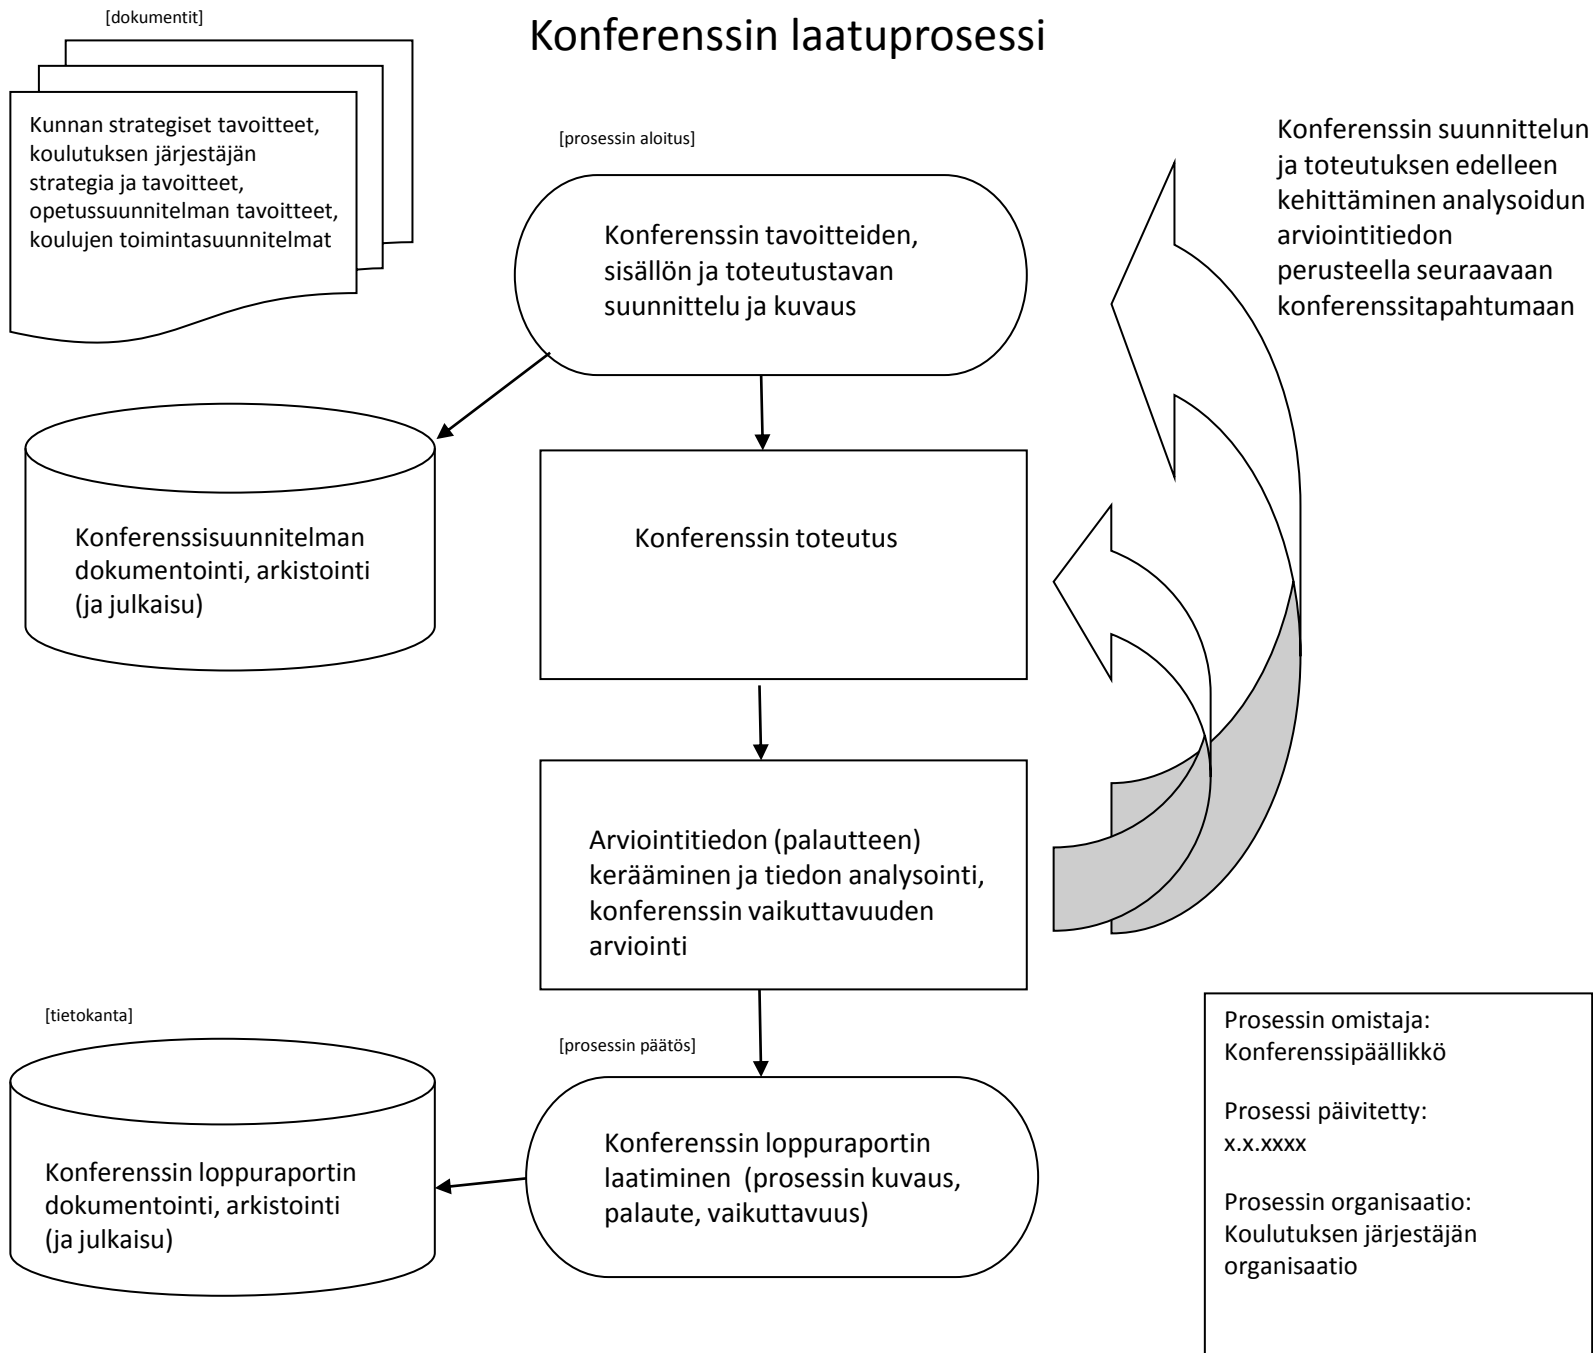 [dokumentit]
Konferenssin laatuprosessi
Kunnan strategiset tavoitteet,
koulutuksen järjestäjän
strategia ja tavoitteet,
opetussuunnitelman tavoitteet,
koulujen toimintasuunnitelmat
[prosessin aloitus]
Konferenssin tavoitteiden,
sisällön ja toteutustavan
suunnittelu ja kuvaus
Konferenssin suunnittelun
ja toteutuksen edelleen
kehittäminen analysoidun
arviointitiedon
perusteella seuraavaan
konferenssitapahtumaan
Konferenssisuunnitelman
dokumentointi, arkistointi
(ja julkaisu)
Konferenssin toteutus
Arviointitiedon (palautteen)
kerääminen ja tiedon analysointi,
konferenssin vaikuttavuuden
arviointi
[tietokanta]
[prosessin päätös]
Konferenssin loppuraportin
dokumentointi, arkistointi
(ja julkaisu)
Konferenssin loppuraportin
laatiminen (prosessin kuvaus,
palaute, vaikuttavuus)
Prosessin omistaja:
Konferenssipäällikkö
Prosessi päivitetty:
x.x.xxxx
Prosessin organisaatio:
Koulutuksen järjestäjän
organisaatio